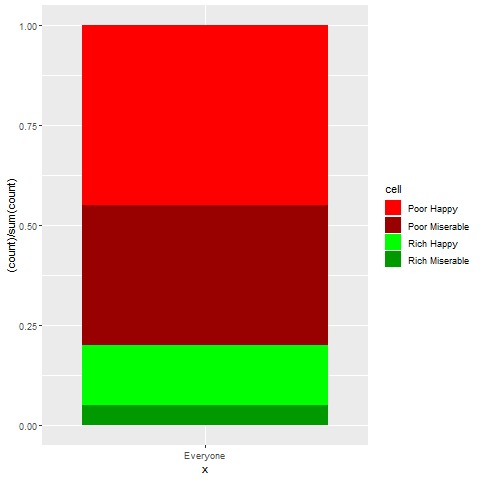 1.00
0.75
0.50
0.25
0.00
(count)/sum(count)
Everyone
x
cell
Poor Happy
Poor Miserable
Rich Happy
Rich Miserable